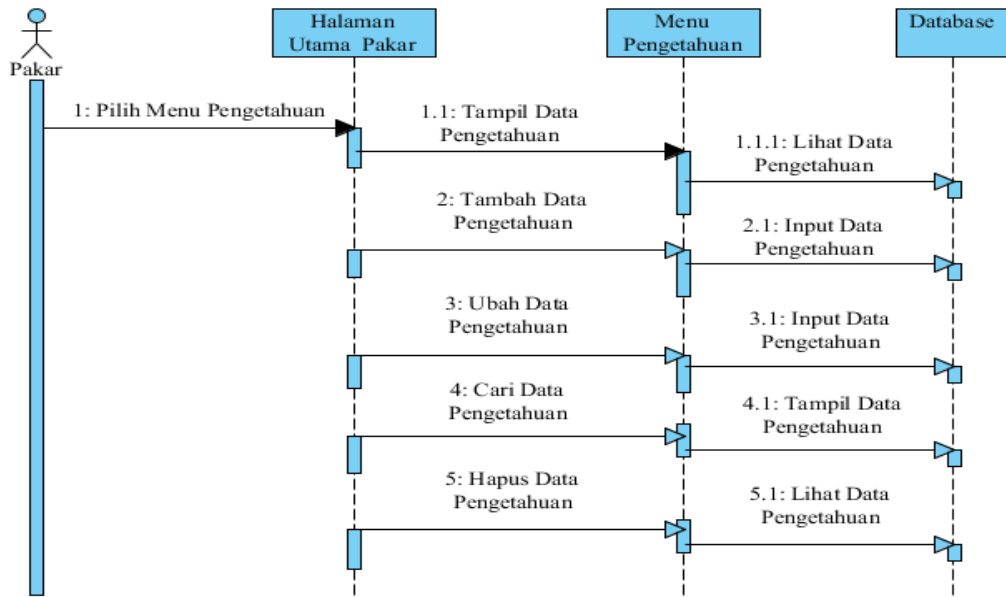 Pakar
Halaman
Utama Pakar
Menu
Pengetahuan
Database
1: Pilih Menu Pengetahuan
1.1: Tampil Data
Pengetahuan
1.1.1: Lihat Data
Pengetahuan
2: Tambah Data
Pengetahuan
2.1: Input Data
Pengetahuan
3: Ubah Data
Pengetahuan
3.1: Input Data
Pengetahuan
4: Cari Data
Pengetahuan
4.1: Tampil Data
Pengetahuan
5: Hapus Data
Pengetahuan
5.1: Lihat Data
Pengetahuan